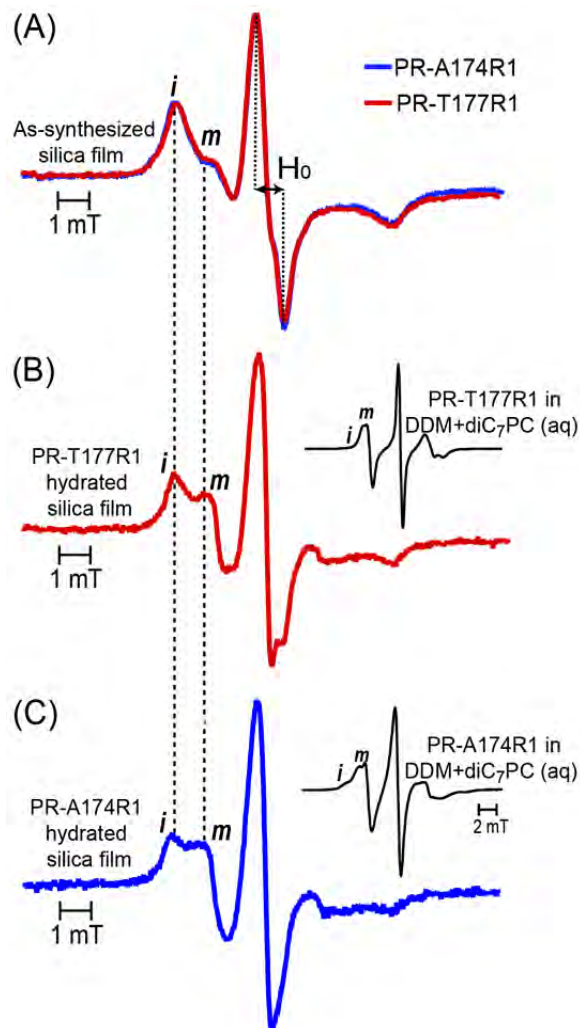 (A)
i
m
H₀
PR-A174R1
PR-T177R1
As-synthesized
silica film
1 mT
(B)
PR-T177R1
hydrated
silica film
i
m
1 mT
PR-T177R1 in
DDM+diC₇PC (aq)
i
m
(C)
PR-A174R1
hydrated
silica film
i
m
1 mT
PR-A174R1 in
DDM+diC₇PC (aq)
i
m
2 mT